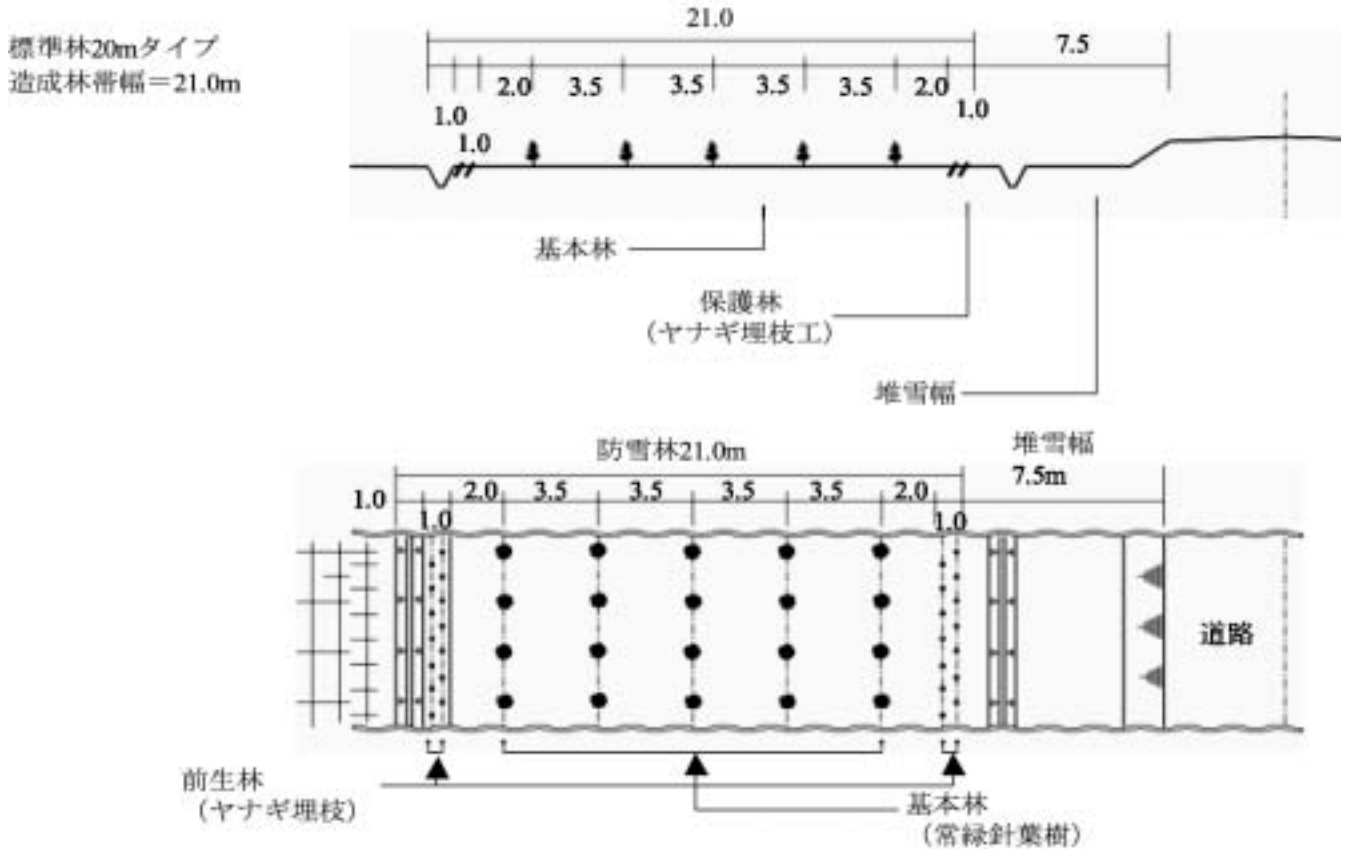 標準林20mタイプ
造成林帯幅＝21.0m
21.0
7.5
2.0 3.5 3.5 3.5 3.5 2.0
1.0 1.0
1.0
基本林
保護林
（ヤナギ埋枝工）
堆雪幅
防雪林21.0m
堆雪幅
7.5m
1.0 2.0 3.5 3.5 3.5 3.5 2.0
1.0 1.0
道路
前生林
（ヤナギ埋枝）
基本林
（常緑針葉樹）